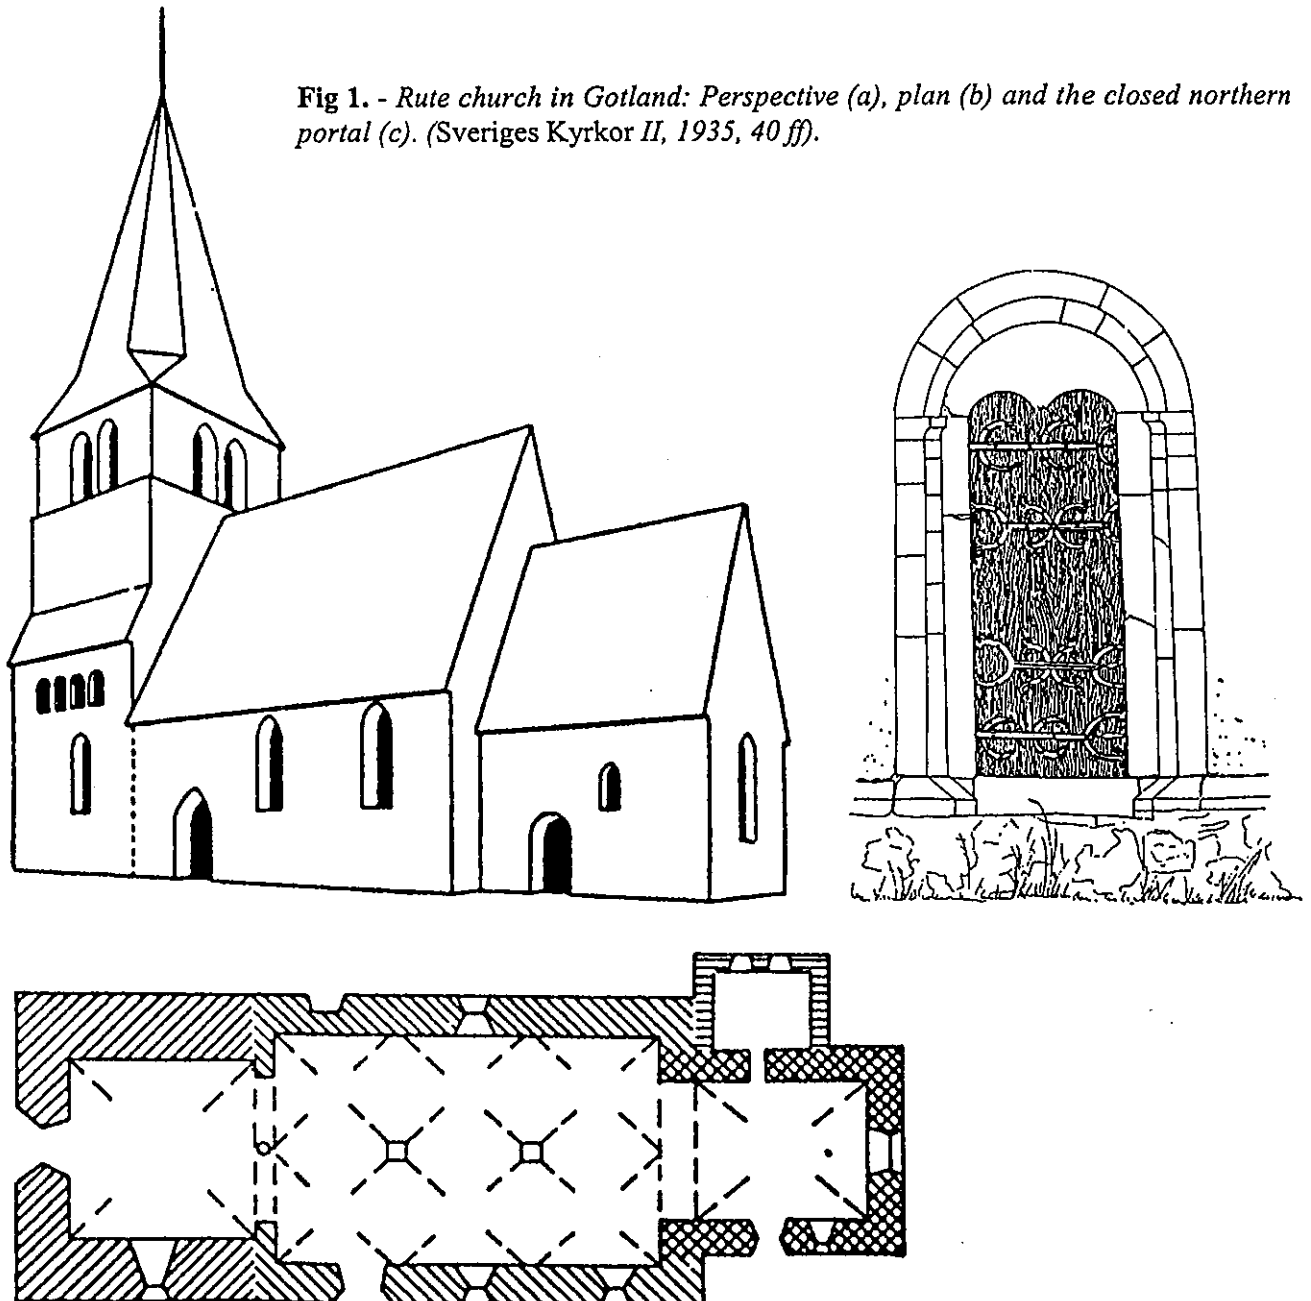 Fig 1. - Rute church in Gotland: Perspective (a), plan (b) and the closed northern
portal (c). (Sveriges Kyrkor II, 1935, 40 ff).